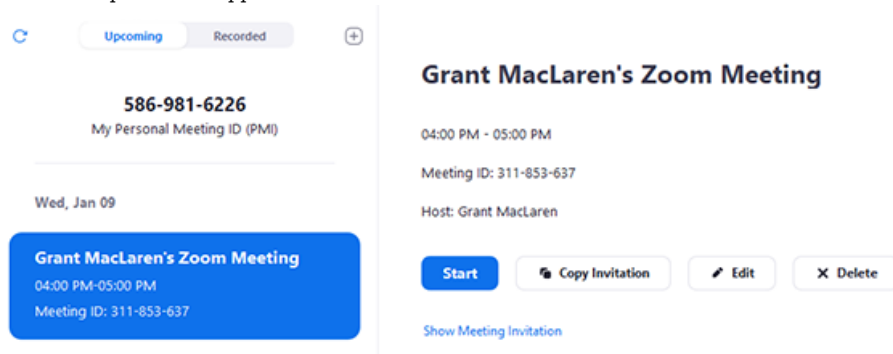 Upcoming Recorded
586-981-6226
My Personal Meeting ID (PMI)
Wed, Jan 09
Grant MacLaren's Zoom Meeting
04:00 PM-05:00 PM
Meeting ID: 311-853-637
Grant MacLaren's Zoom Meeting
04:00 PM - 05:00 PM
Meeting ID: 311-853-637
Host: Grant MacLaren
Start Copy Invitation Edit Delete
Show Meeting Invitation